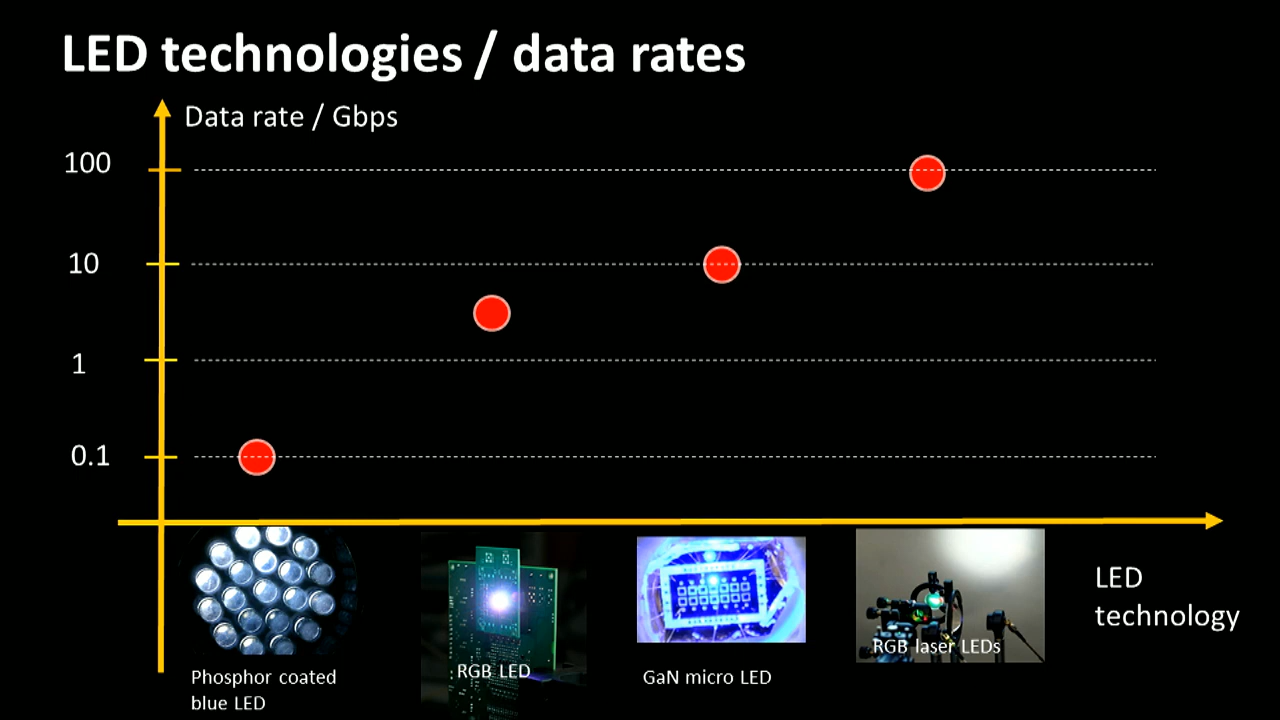 LED technologies / data rates
Data rate / Gbps
100
10
1
0.1
LED
technology
Phosphor coated
blue LED
RGB LED
GaN micro LED
RGB laser LEDs